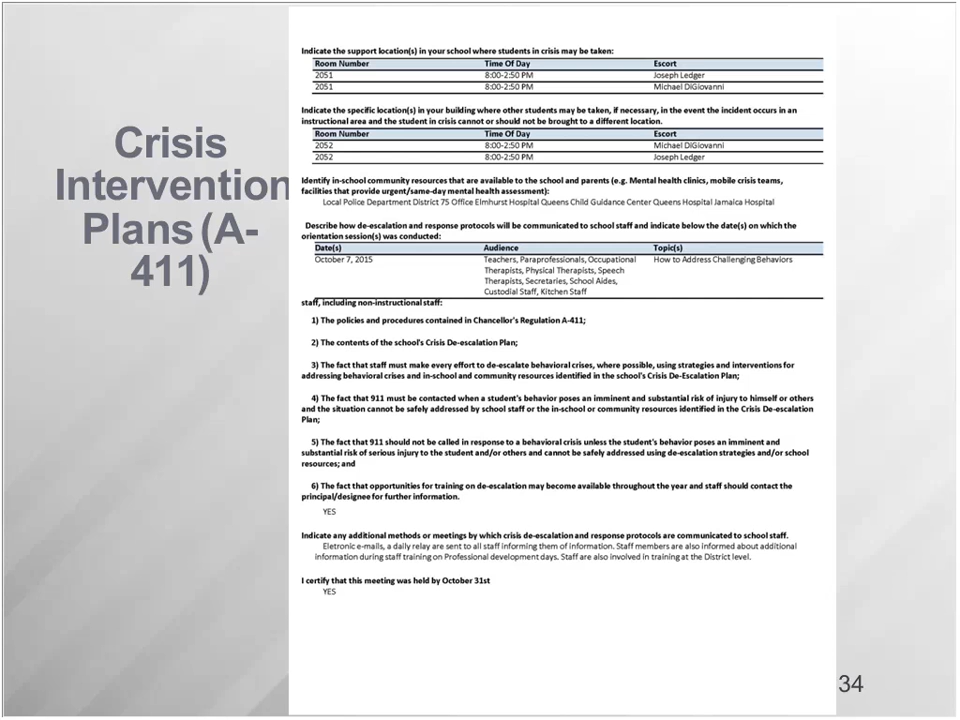 Crisis
Intervention
Plans (A-
411)
Indicate the support location(s) in your school where students in crisis may be taken:
Room Number Time Of Day Escort
2051 8:00-2:50 PM Joseph Ledger
2051 8:00-2:50 PM Michael DiGiovanni
Indicate the specific location(s) in your building where other students may be taken, if necessary, in the event the incident occurs in an
instructional area and the student in crisis cannot or should not be brought to a different location.
Room Number Time Of Day Escort
2052 8:00-2:50 PM Michael DiGiovanni
2052 8:00-2:50 PM Joseph Ledger
Identify in-school community resources that are available to the school and parents (e.g. Mental health clinics, mobile crisis teams,
facilities that provide urgent/same-day mental health assessment):
Local Police Department District 75 Office Elmhurst Hospital Queens Child Guidance Center Queens Hospital Jamaica Hospital
Describe how de-escalation and response protocols will be communicated to school staff and indicate below the date(s) on which the
orientation session(s) was conducted:
Date(s) Audience Topic(s)
October 7, 2015 Teachers, Paraprofessionals, Occupational How to Address Challenging Behaviors
Therapists, Physical Therapists, Speech
Therapists, Secretaries, School Aides,
Custodial Staff, Kitchen Staff
staff, including non-instructional staff:
1) The policies and procedures contained in Chancellor's Regulation A-411;
2) The contents of the school's Crisis De-escalation Plan;
3) The fact that staff must make every effort to de-escalate behavioral crises, where possible, using strategies and interventions for
addressing behavioral crises and in-school and community resources identified in the school's Crisis De-Escalation Plan;
4) The fact that 911 must be contacted when a student's behavior poses an imminent and substantial risk of injury to himself or others
and the situation cannot be safely addressed by school staff or the in-school or community resources identified in the Crisis De-escalation
Plan;
5) The fact that 911 should not be called in response to a behavioral crisis unless the student's behavior poses an imminent and
substantial risk of serious injury to the student and/or others and cannot be safely addressed using de-escalation strategies and/or school
resources; and
6) The fact that opportunities for training on de-escalation may become available throughout the year and staff should contact the
principal/designee for further information.
YES
Indicate any additional methods or meetings by which crisis de-escalation and response protocols are communicated to school staff.
Eletronic e-mails, a daily relay are sent to all staff informing them of information. Staff members are also informed about additional
information during staff training on Professional development days. Staff are also involved in training at the District level.
I certify that this meeting was held by October 31st
YES
34